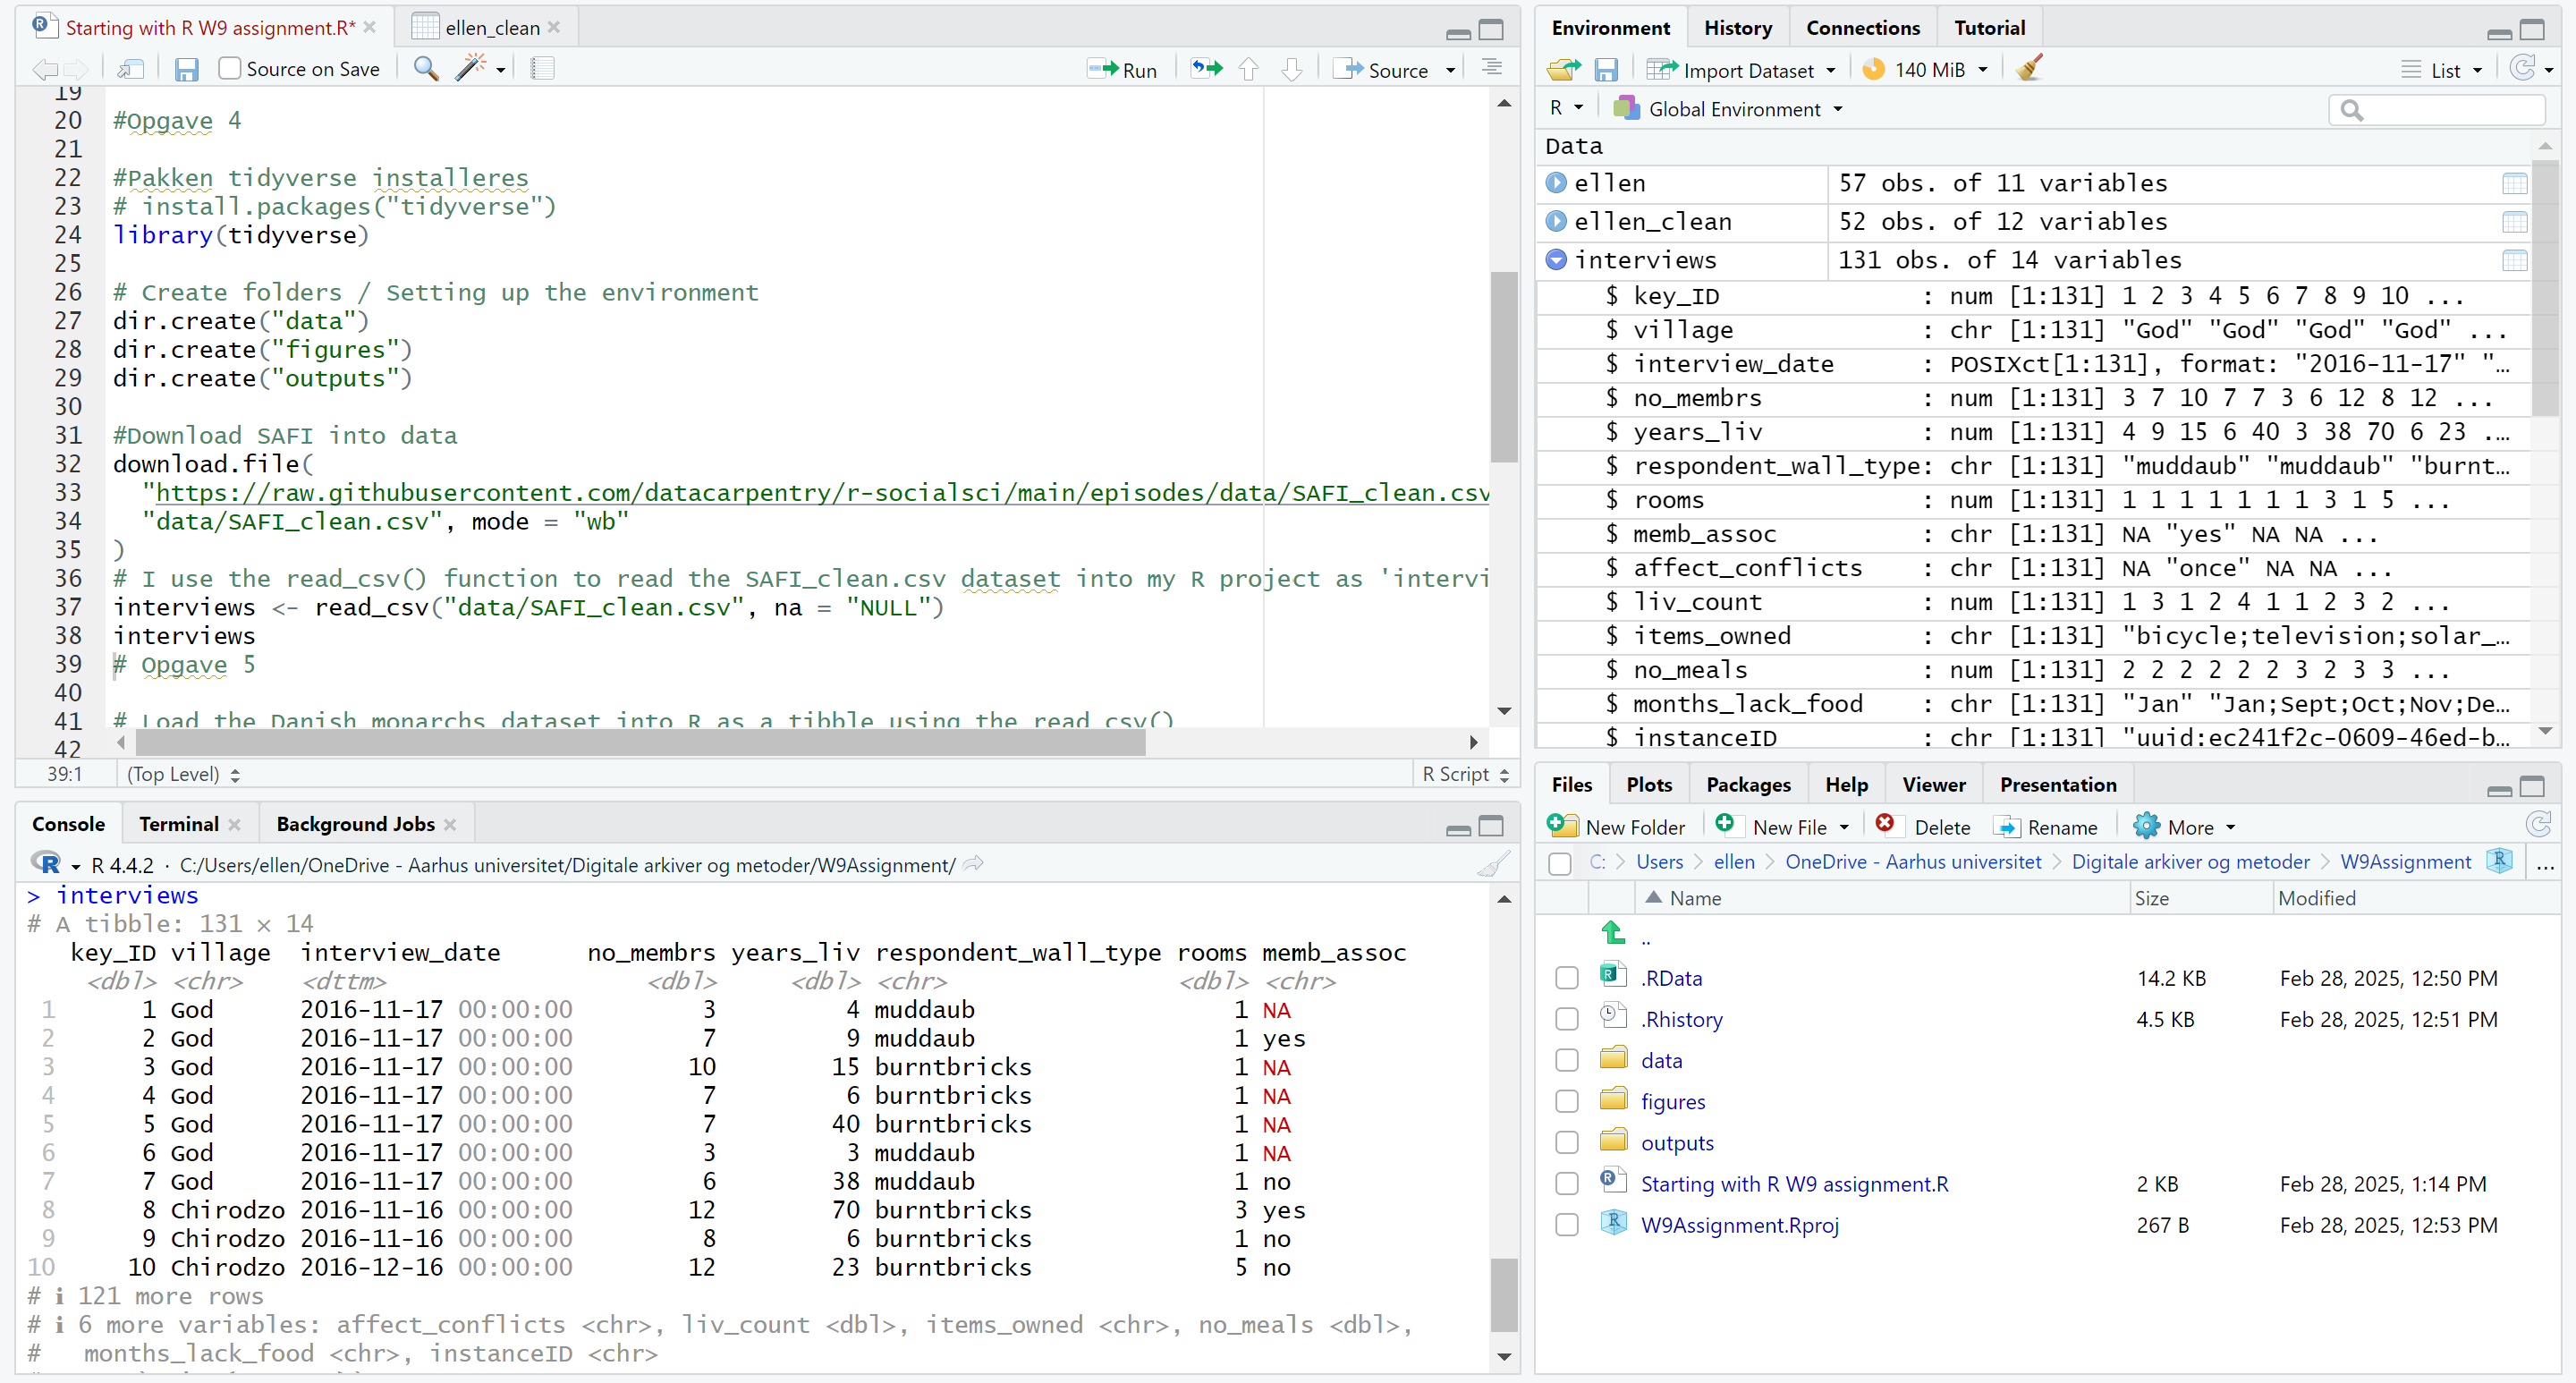 Starting with R W9 assignment.R*
ellen_clean
Source on Save
Run
Source
19
20 #Opgave 4
21
22 #Pakken tidyverse installeres
23 # install.packages("tidyverse")
24 library(tidyverse)
25
26 # Create folders / Setting up the environment
27 dir.create("data")
28 dir.create("figures")
29 dir.create("outputs")
30
31 #Download SAFI into data
32 download.file(
33 "https://raw.githubusercontent.com/datacarpentry/r-socialsci/main/episodes/data/SAFI_clean.csv
34 "data/SAFI_clean.csv", mode = "wb"
35 )
36 # I use the read_csv() function to read the SAFI_clean.csv dataset into my R project as 'intervi
37 interviews <- read_csv("data/SAFI_clean.csv", na = "NULL")
38 interviews
39 # Opgave 5
40
41 # Load the Danish monarchs dataset into R as a tibble using the read_csv()
42
39:1 (Top Level) R Script
Console Terminal Background Jobs
R 4.4.2 · C:/Users/ellen/OneDrive - Aarhus universitet/Digitale arkiver og metoder/W9Assignment/
> interviews
# A tibble: 131 × 14
key_ID village interview_date no_membrs years_liv respondent_wall_type rooms memb_assoc
<dbl> <chr> <dttm> <dbl> <dbl> <chr> <dbl> <chr>
1 1 God 2016-11-17 00:00:00 3 4 muddaub 1 NA
2 2 God 2016-11-17 00:00:00 7 9 muddaub 1 yes
3 3 God 2016-11-17 00:00:00 10 15 burntbricks 1 NA
4 4 God 2016-11-17 00:00:00 7 6 burntbricks 1 NA
5 5 God 2016-11-17 00:00:00 7 40 burntbricks 1 NA
6 6 God 2016-11-17 00:00:00 3 3 muddaub 1 NA
7 7 God 2016-11-17 00:00:00 6 38 muddaub 1 no
8 8 Chirodzo 2016-11-16 00:00:00 12 70 burntbricks 3 yes
9 9 Chirodzo 2016-11-16 00:00:00 8 6 burntbricks 1 no
10 10 Chirodzo 2016-12-16 00:00:00 12 23 burntbricks 5 no
# ℹ 121 more rows
# ℹ 6 more variables: affect_conflicts <chr>, liv_count <dbl>, items_owned <chr>, no_meals <dbl>,
# months_lack_food <chr>, instanceID <chr>
Environment History Connections Tutorial
Import Dataset 140 MiB List
R Global Environment
Data
ellen 57 obs. of 11 variables
ellen_clean 52 obs. of 12 variables
interviews 131 obs. of 14 variables
$ key_ID : num [1:131] 1 2 3 4 5 6 7 8 9 10 ...
$ village : chr [1:131] "God" "God" "God" "God" ...
$ interview_date : POSIXct[1:131], format: "2016-11-17" "…
$ no_membrs : num [1:131] 3 7 10 7 7 3 6 12 8 12 ...
$ years_liv : num [1:131] 4 9 15 6 40 3 38 70 6 23 .…
$ respondent_wall_type: chr [1:131] "muddaub" "muddaub" "burnt…
$ rooms : num [1:131] 1 1 1 1 1 1 1 3 1 5 ...
$ memb_assoc : chr [1:131] NA "yes" NA NA ...
$ affect_conflicts : chr [1:131] NA "once" NA NA ...
$ liv_count : num [1:131] 1 3 1 2 4 1 1 2 3 2 ...
$ items_owned : chr [1:131] "bicycle;television;solar_…
$ no_meals : num [1:131] 2 2 2 2 2 2 3 2 3 3 ...
$ months_lack_food : chr [1:131] "Jan" "Jan;Sept;Oct;Nov;De…
$ instanceID : chr [1:131] "uuid:ec241f2c-0609-46ed-b…
Files Plots Packages Help Viewer Presentation
New Folder New File Delete Rename More
C: Users ellen OneDrive - Aarhus universitet Digitale arkiver og metoder W9Assignment ...
Name Size Modified
..
.RData 14.2 KB Feb 28, 2025, 12:50 PM
.Rhistory 4.5 KB Feb 28, 2025, 12:51 PM
data
figures
outputs
Starting with R W9 assignment.R 2 KB Feb 28, 2025, 1:14 PM
W9Assignment.Rproj 267 B Feb 28, 2025, 12:53 PM